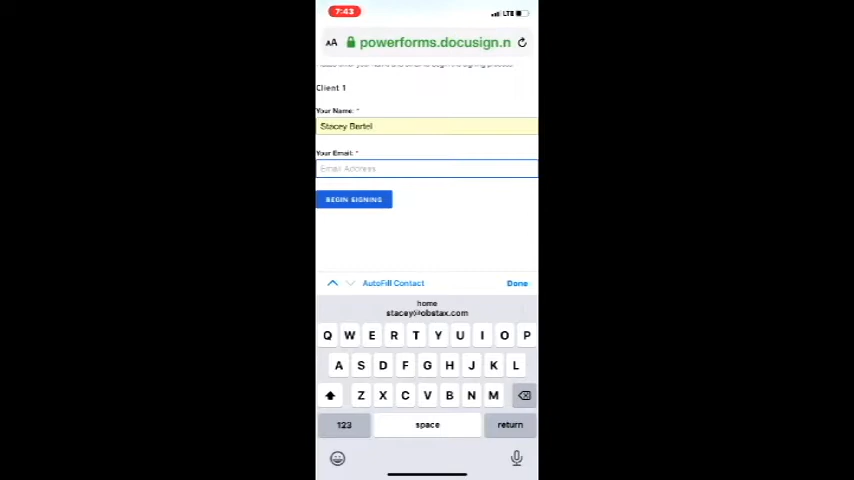 7:43
LTE
AA powerforms.docusign.n
Client 1
Your Name: *
Stacey Bertel
Your Email: *
Email Address
BEGIN SIGNING
AutoFill Contact
Done
home
stacey@obstax.com
Q W E R T Y U I O P
A S D F G H J K L
Z X C V B N M
123 space return